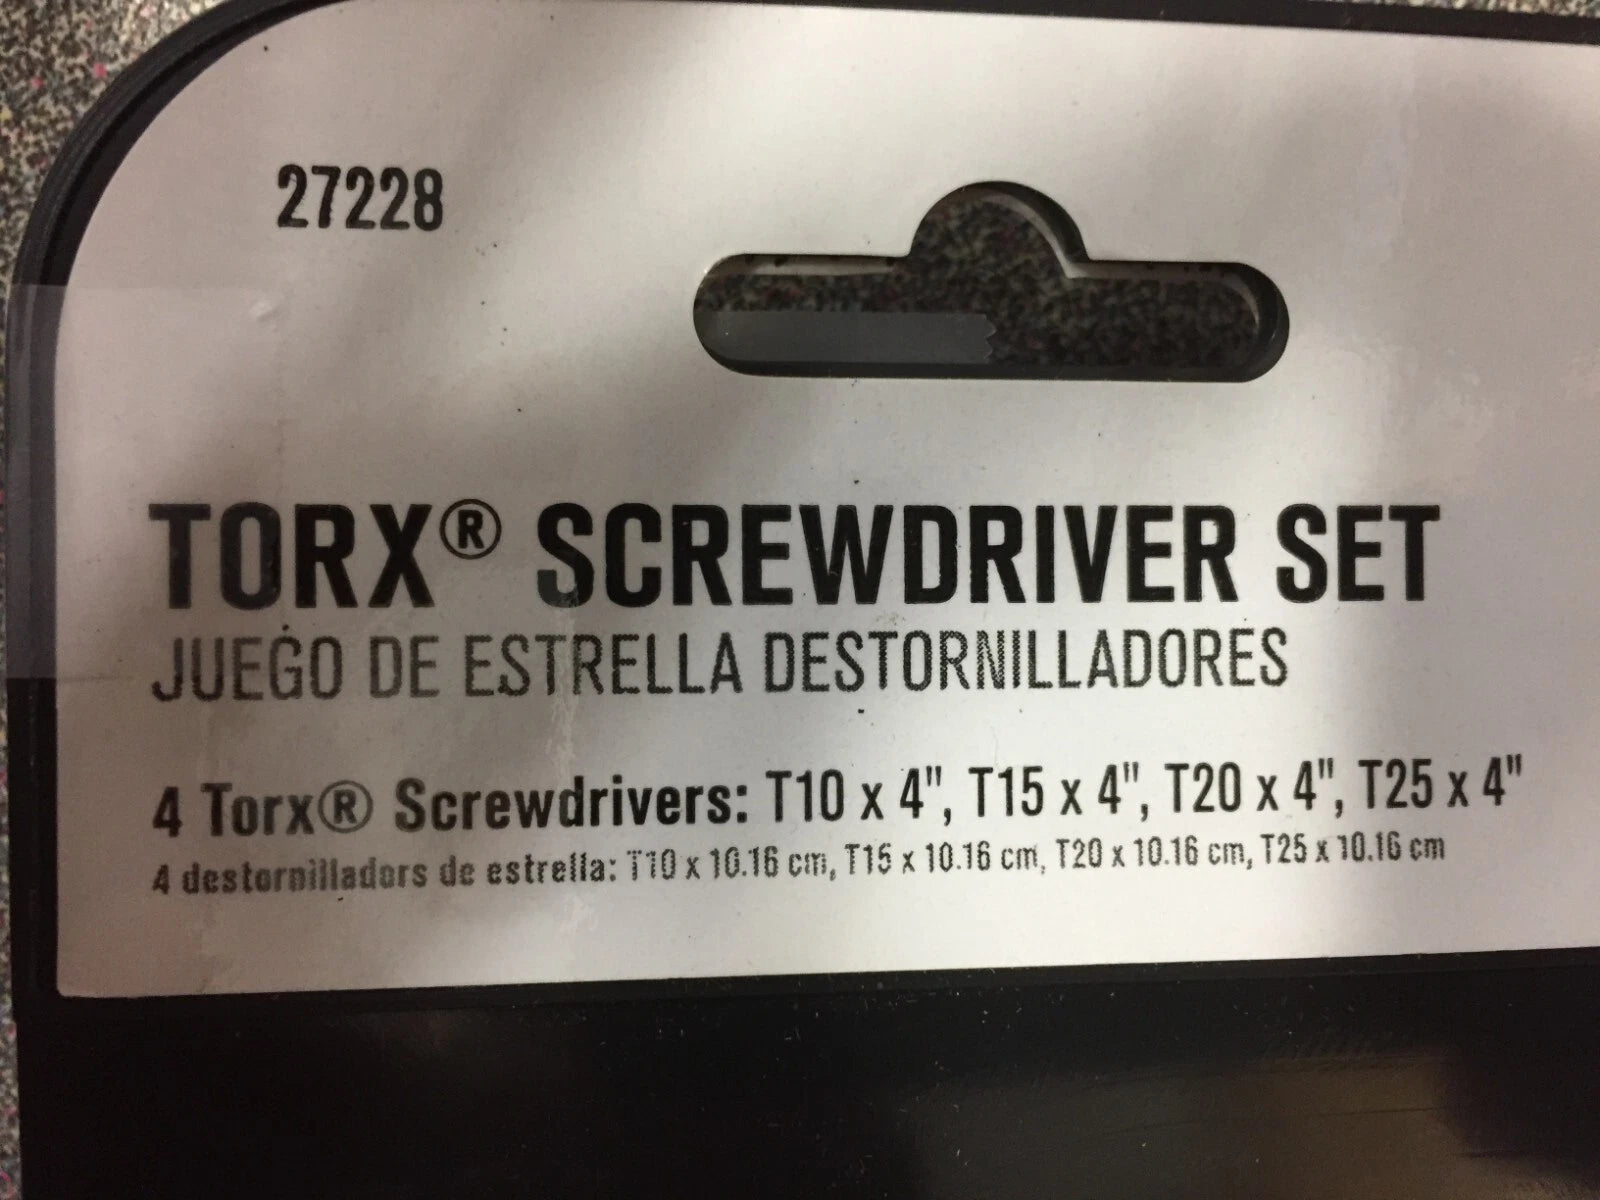 27228
TORX® SCREWDRIVER SET
JUEGO DE ESTRELLA DESTORNILLADORES
4 Torx® Screwdrivers: T10 x 4", T15 x 4", T20 x 4", T25 x 4"
4 destornilladors de estrella: T10 x 10.16 cm, T15 x 10.16 cm, T20 x 10.16 cm, T25 x 10.16 cm